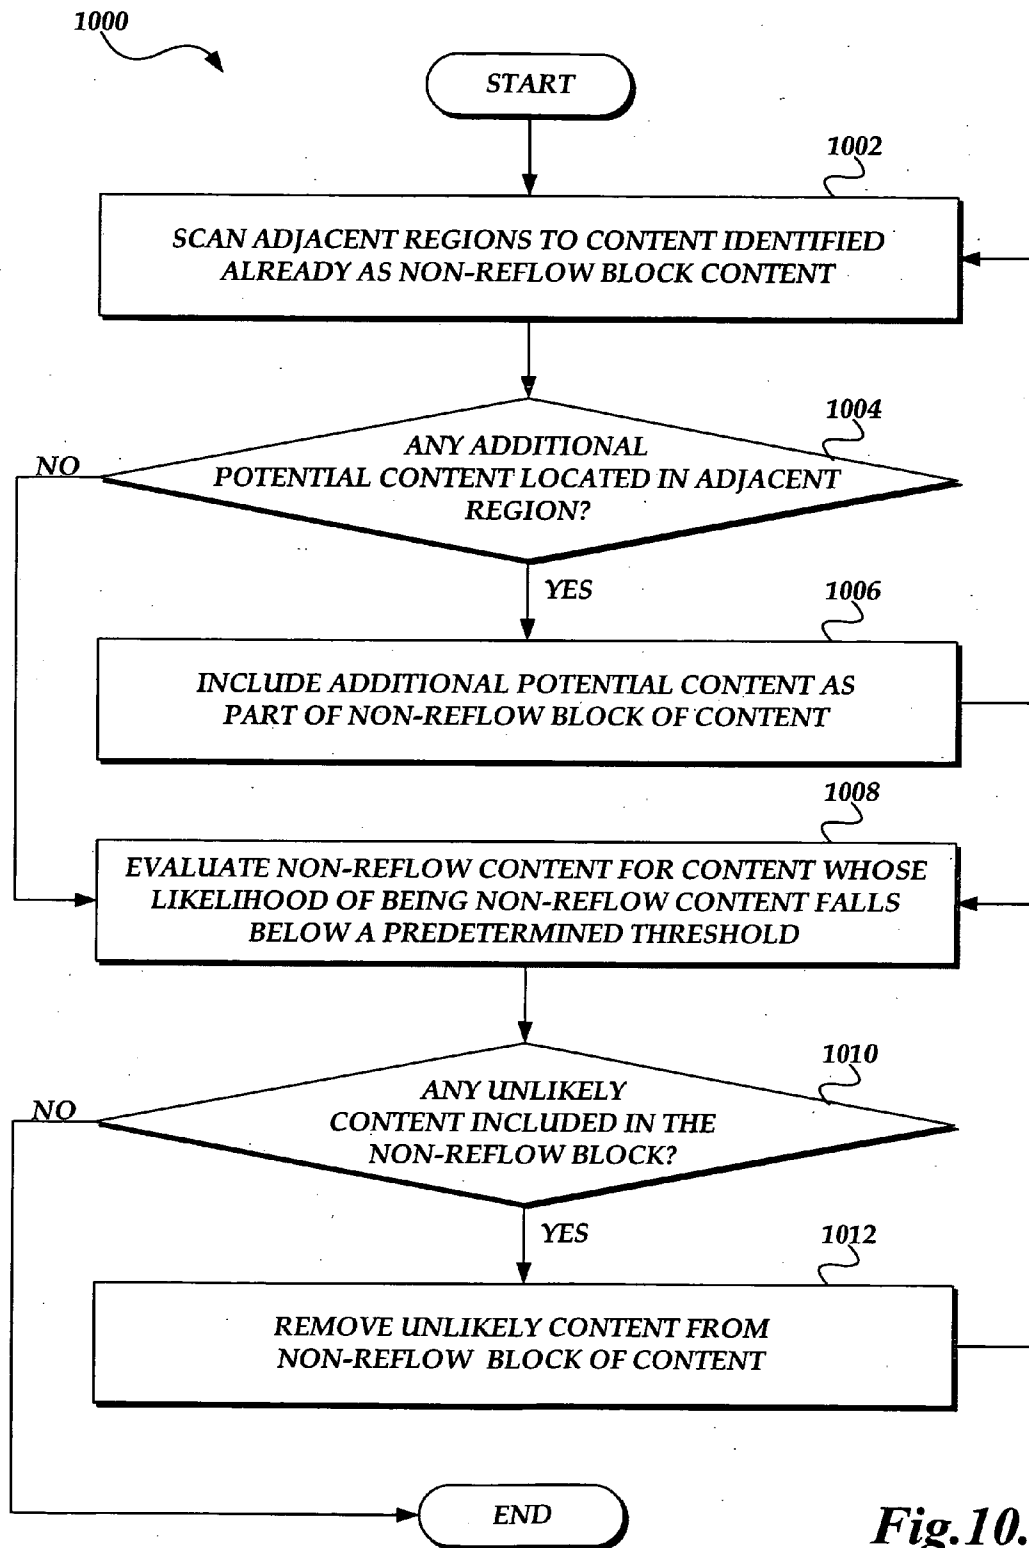 1000
START
1002
SCAN ADJACENT REGIONS TO CONTENT IDENTIFIED
ALREADY AS NON-REFLOW BLOCK CONTENT
1004
ANY ADDITIONAL
POTENTIAL CONTENT LOCATED IN ADJACENT
REGION?
NO
YES
1006
INCLUDE ADDITIONAL POTENTIAL CONTENT AS
PART OF NON-REFLOW BLOCK OF CONTENT
1008
EVALUATE NON-REFLOW CONTENT FOR CONTENT WHOSE
LIKELIHOOD OF BEING NON-REFLOW CONTENT FALLS
BELOW A PREDETERMINED THRESHOLD
1010
ANY UNLIKELY
CONTENT INCLUDED IN THE
NON-REFLOW BLOCK?
NO
YES
1012
REMOVE UNLIKELY CONTENT FROM
NON-REFLOW BLOCK OF CONTENT
END
Fig.10.